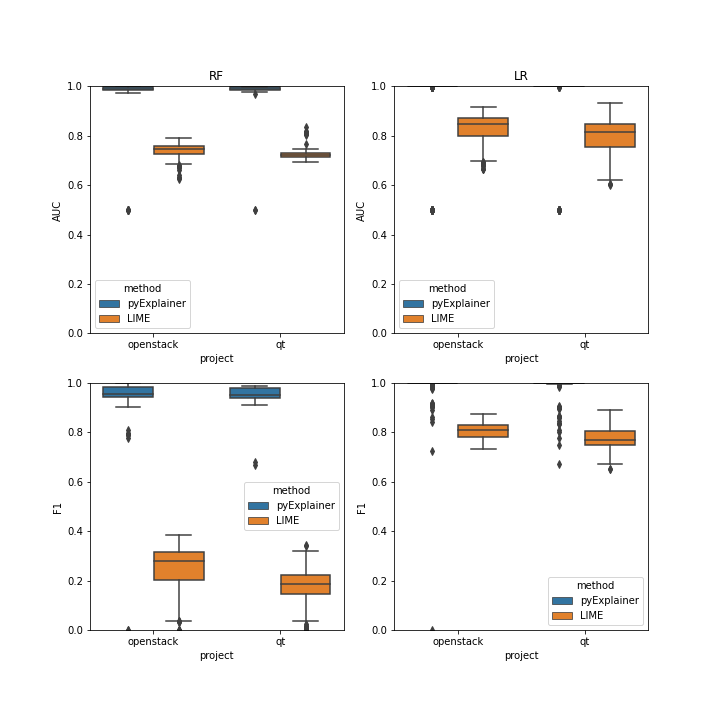 RF
1.0
0.8
0.6
0.4
0.2
0.0
AUC
method
pyExplainer
LIME
openstack
qt
project
LR
1.0
0.8
0.6
0.4
0.2
0.0
AUC
method
pyExplainer
LIME
openstack
qt
project
1.0
0.8
0.6
0.4
0.2
0.0
F1
method
pyExplainer
LIME
openstack
qt
project
1.0
0.8
0.6
0.4
0.2
0.0
F1
method
pyExplainer
LIME
openstack
qt
project